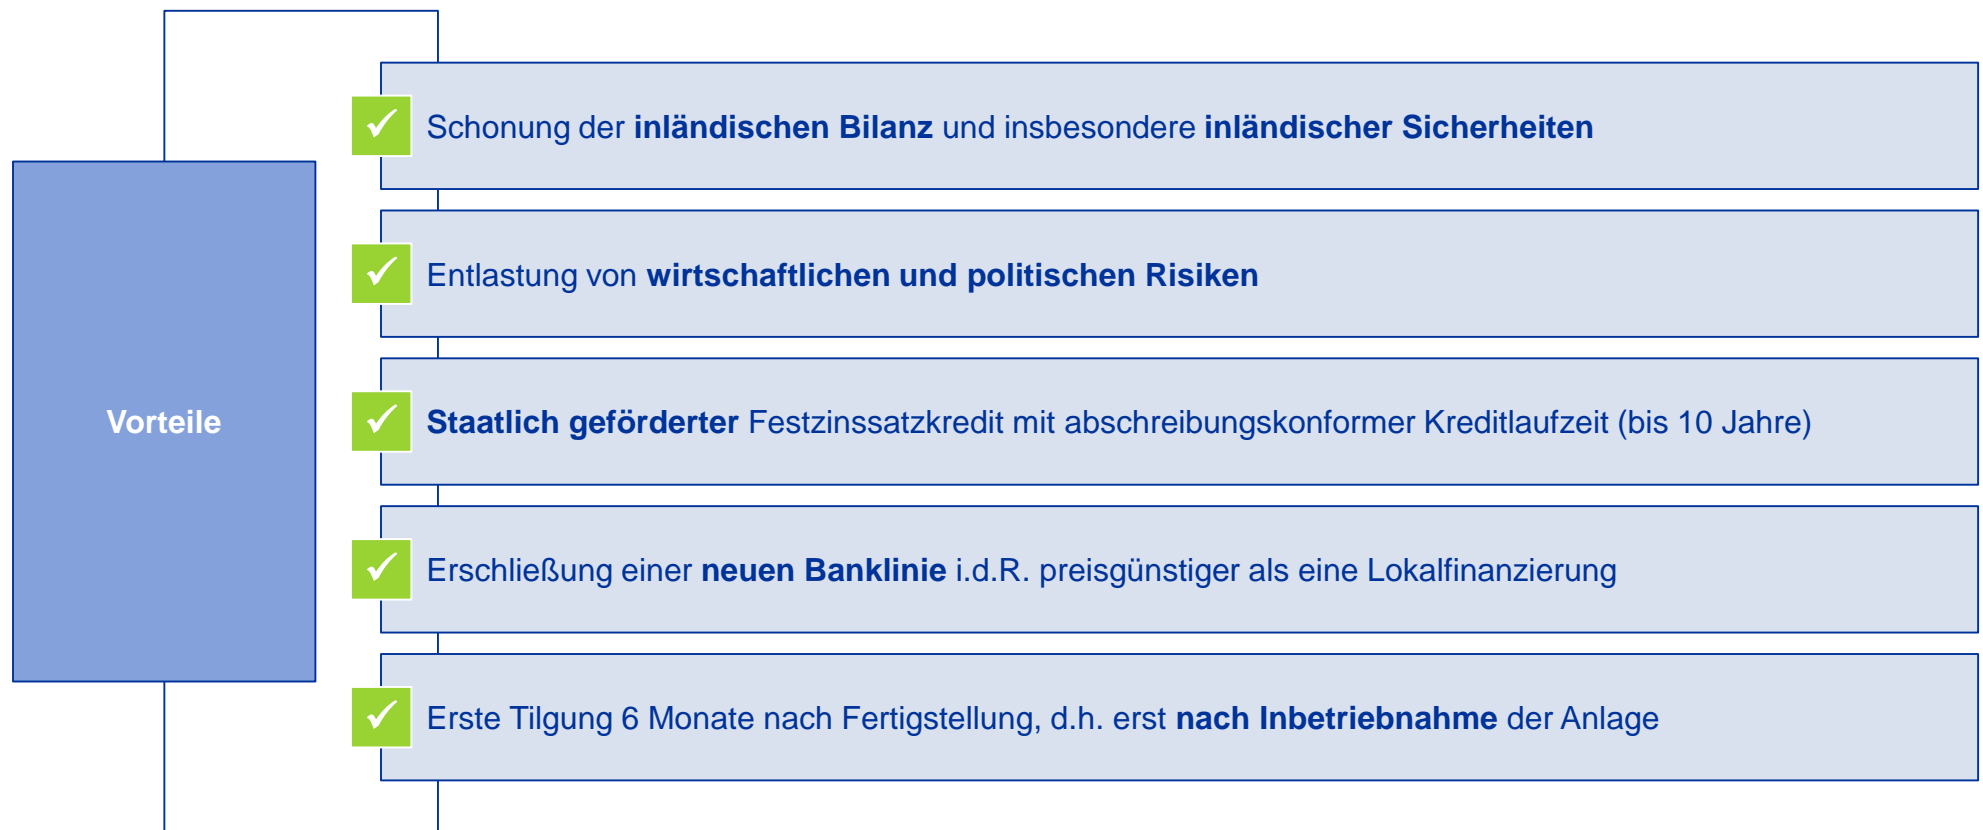 Vorteile
Schonung der inländischen Bilanz und insbesondere inländischer Sicherheiten
Entlastung von wirtschaftlichen und politischen Risiken
Staatlich geförderter Festzinssatzkredit mit abschreibungskonformer Kreditlaufzeit (bis 10 Jahre)
Erschließung einer neuen Banklinie i.d.R. preisgünstiger als eine Lokalfinanzierung
Erste Tilgung 6 Monate nach Fertigstellung, d.h. erst nach Inbetriebnahme der Anlage